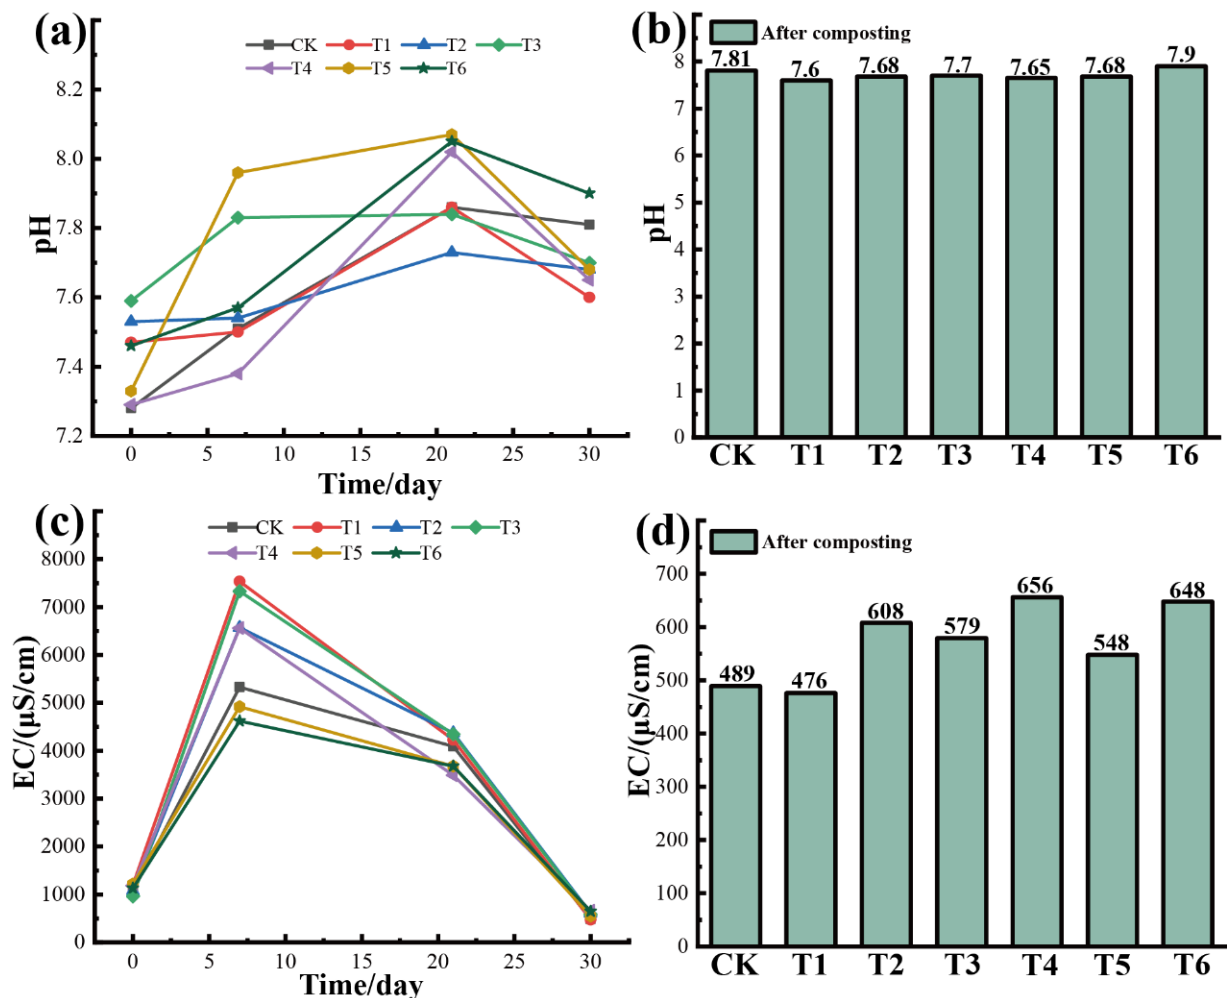 (a)
CK T1 T2 T3
T4 T5 T6
8.2
8.0
7.8
7.6
7.4
7.2
pH
0 5 10 15 20 25 30
Time/day
(b)
After composting
7.81 7.6 7.68 7.7 7.65 7.68 7.9
8
7
6
5
4
3
2
1
0
pH
CK T1 T2 T3 T4 T5 T6
(c)
CK T1 T2 T3
T4 T5 T6
8000
7000
6000
5000
4000
3000
2000
1000
0
EC/(μS/cm)
0 5 10 15 20 25 30
Time/day
(d)
After composting
489 476 608 579 656 548 648
700
600
500
400
300
200
100
0
EC/(μS/cm)
CK T1 T2 T3 T4 T5 T6